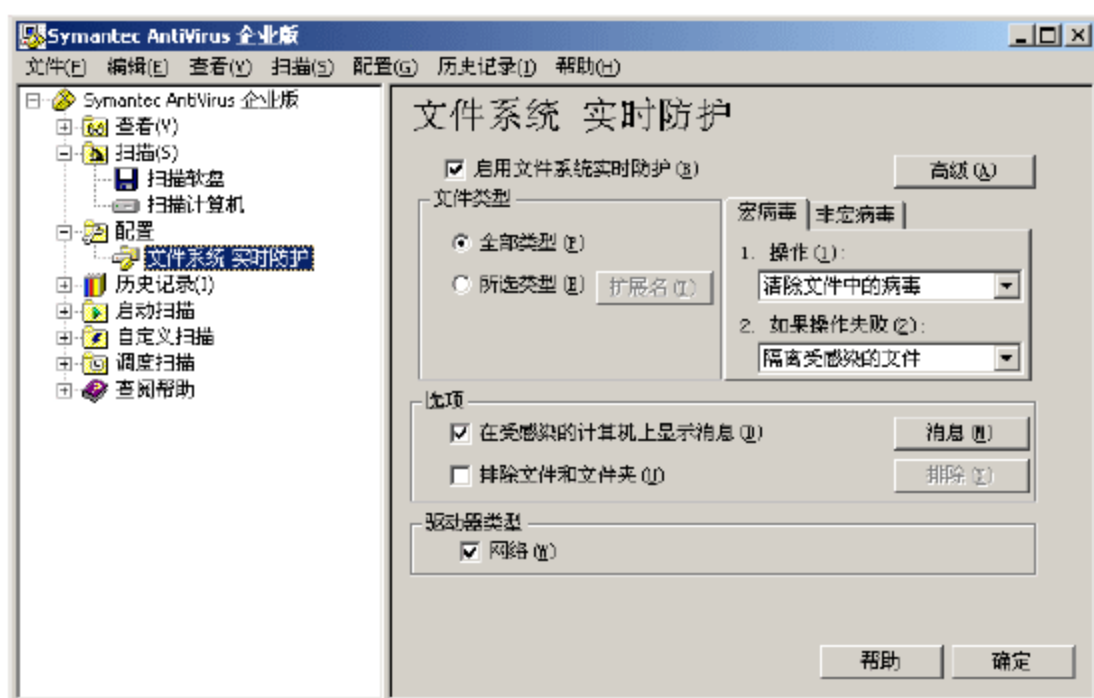 Symantec AntiVirus 企业版
文件(F) 编辑(E) 查看(V) 扫描(S) 配置(G) 历史记录(I) 帮助(H)
Symantec AntiVirus 企业版
查看(V)
扫描(S)
扫描软盘
扫描计算机
配置
文件系统 实时防护
历史记录(I)
启动扫描
自定义扫描
调度扫描
查阅帮助
文件系统 实时防护
启用文件系统实时防护(B)
高级(A)
文件类型
全部类型(P)
所选类型(E)
扩展名(T)
宏病毒
非宏病毒
1. 操作(1):
清除文件中的病毒
2. 如果操作失败(2):
隔离受感染的文件
选项
在受感染的计算机上显示消息(D)
消息(M)
排除文件和文件夹(U)
排除(X)
驱动器类型
网络(W)
帮助
确定